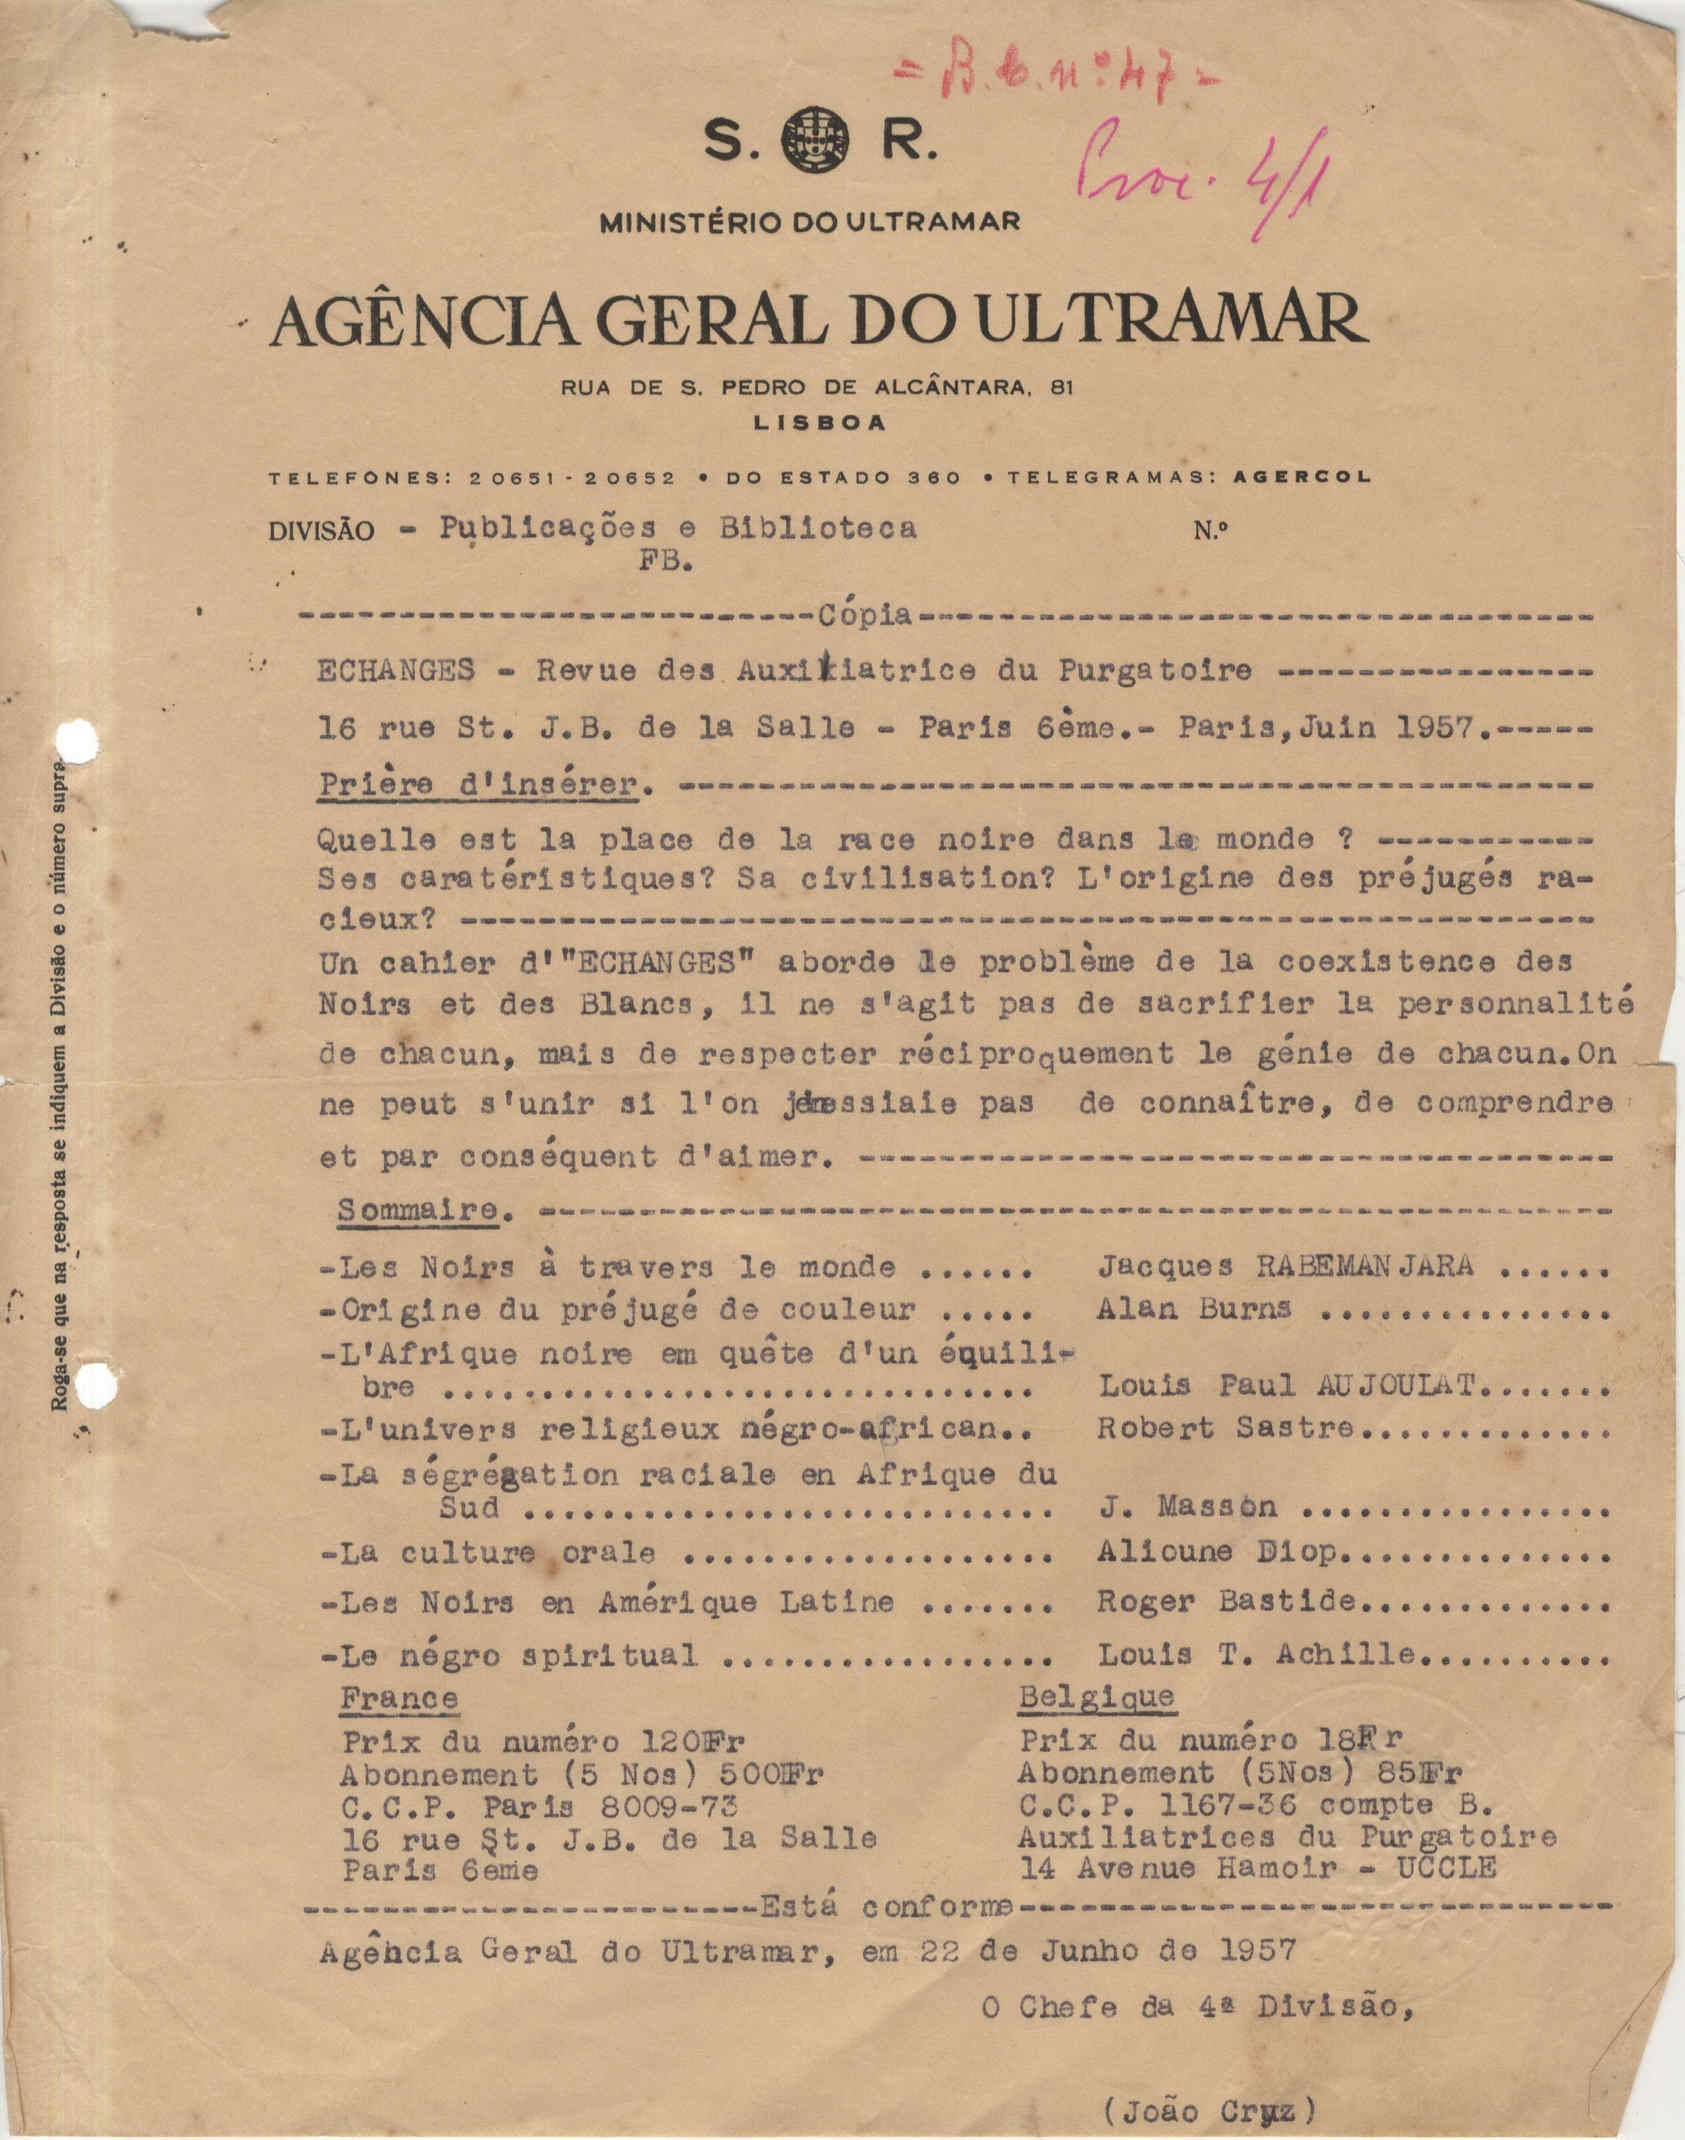 = B.C. nº 47 =
Proc. 4/1
S. R.
MINISTÉRIO DO ULTRAMAR
AGÊNCIA GERAL DO ULTRAMAR
RUA DE S. PEDRO DE ALCÂNTARA, 81
LISBOA
TELEFONES: 20651-20652 • DO ESTADO 360 • TELEGRAMAS: AGERCOL
DIVISÃO - Publicações e Biblioteca N.º
FB.
--------------------------Cópia----------------------------------
ECHANGES - Revue des Auxiliatrice du Purgatoire ----------------
16 rue St. J.B. de la Salle - Paris 6ème.- Paris,Juin 1957.-----
Prière d'insérer. ----------------------------------------------
Quelle est la place de la race noire dans le monde ? -----------
Ses caratéristiques? Sa civilisation? L'origine des préjugés ra-
cieux? ---------------------------------------------------------
Un cahier d'"ECHANGES" aborde le problème de la coexistence des
Noirs et des Blancs, il ne s'agit pas de sacrifier la personnalité
de chacun, mais de respecter réciproquement le génie de chacun.On
ne peut s'unir si l'on pas de connaître, de comprendre
et par conséquent d'aimer. --------------------------------------
Sommaire. ------------------------------------------------------
-Les Noirs à travers le monde ...... Jacques RABEMANJARA ......
-Origine du préjugé de couleur ..... Alan Burns ...............
-L'Afrique noire em quête d'un équili-
bre .............................. Louis Paul AUJOULAT.......
-L'univers religieux négro-african.. Robert Sastre.............
-La ségrégation raciale en Afrique du
Sud ........................... J. Masson ................
-La culture orale ................... Alioune Diop..............
-Les Noirs en Amérique Latine ....... Roger Bastide.............
-Le négro spiritual ................. Louis T. Achille..........
France Belgique
Prix du numéro 120Fr Prix du numéro 18Fr
Abonnement (5 Nos) 500Fr Abonnement (5Nos) 85Fr
C.C.P. Paris 8009-73 C.C.P. 1167-36 compte B.
16 rue St. J.B. de la Salle Auxiliatrices du Purgatoire
Paris 6eme 14 Avenue Hamoir - UCCLE
-----------------------Está conforme------------------------------
Agência Geral do Ultramar, em 22 de Junho de 1957
O Chefe da 4ª Divisão,
(João Cruz)
Roga-se que na resposta se indiquem a Divisão e o número supra